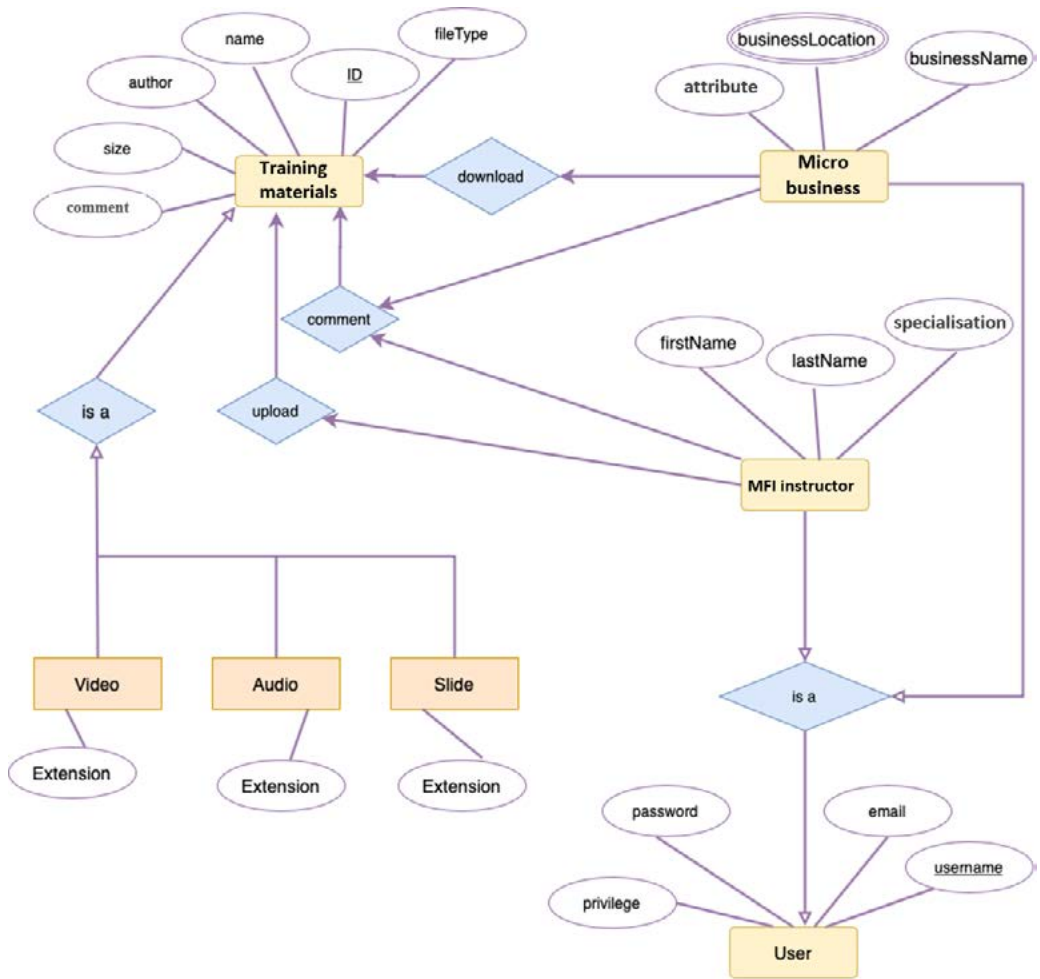 name
fileType
businessLocation
businessName
ID
author
attribute
size
Training
materials
download
Micro
business
comment
comment
firstName
lastName
specialisation
is a
upload
MFI instructor
Video
Audio
Slide
is a
Extension
Extension
Extension
password
email
username
privilege
User